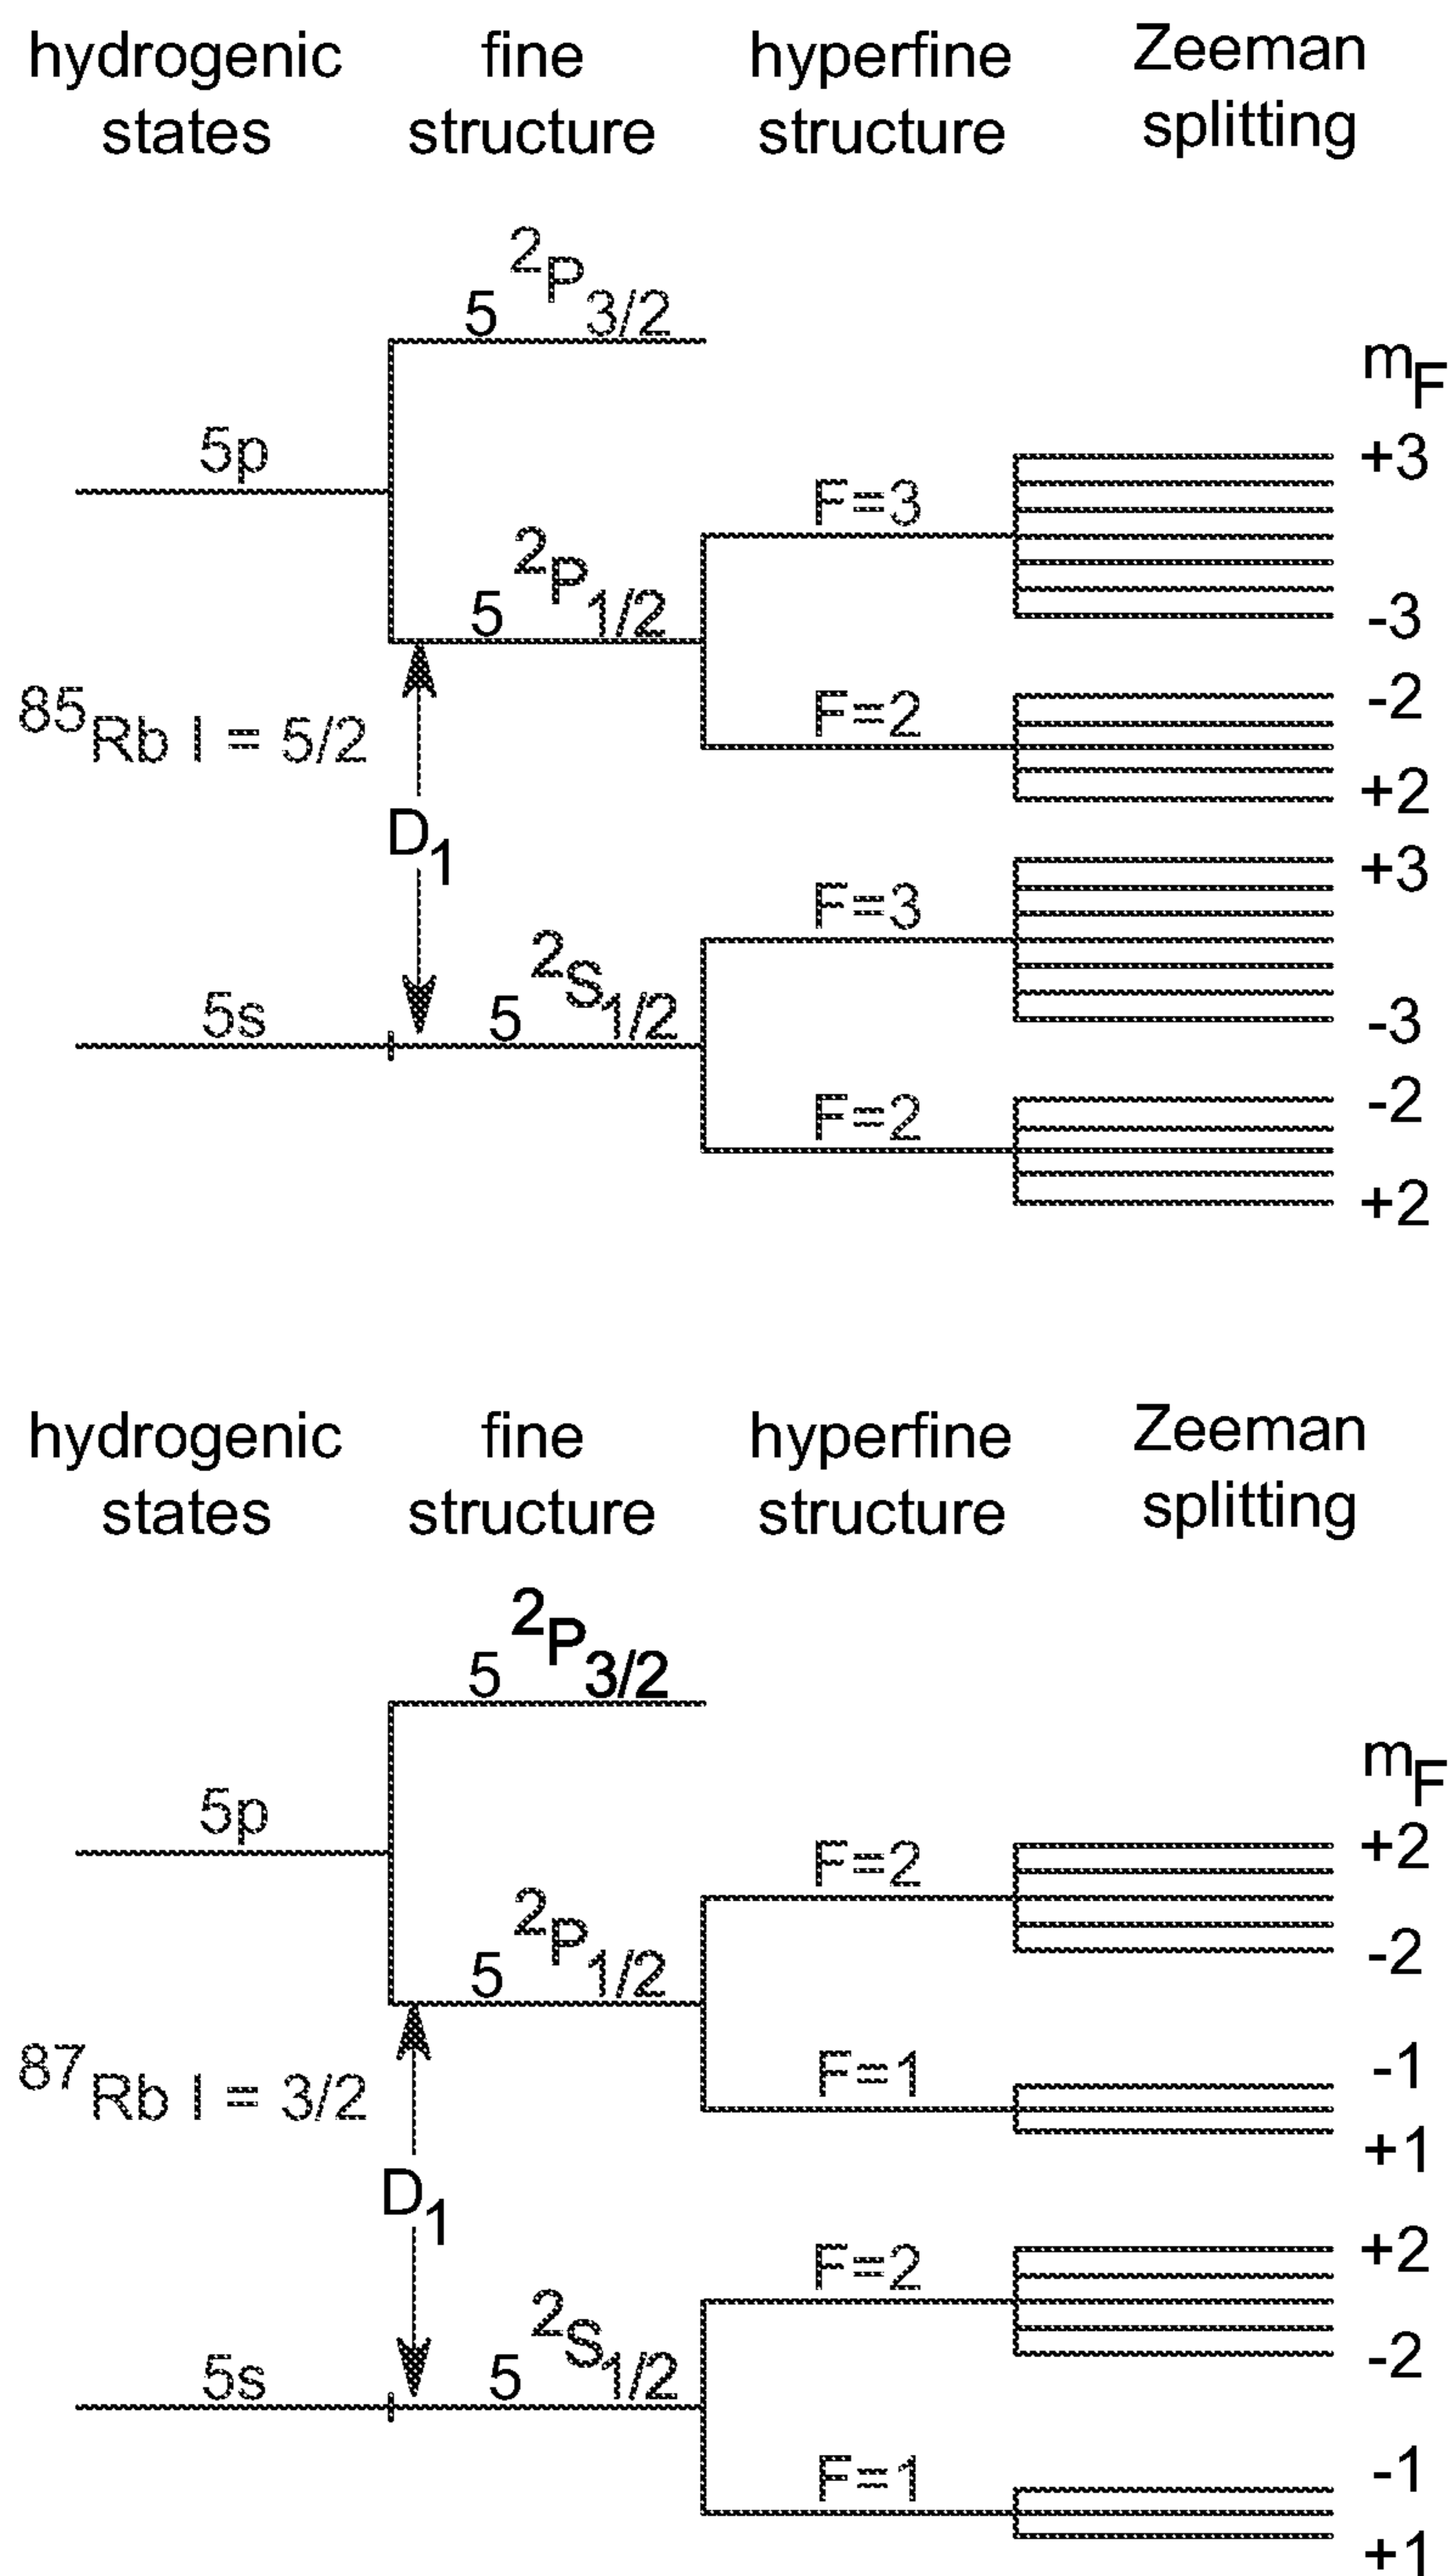 hydrogenic states
fine structure
hyperfine structure
Zeeman splitting
5 ²P₃/₂
m_F
5p
+3
F=3
5 ²P₁/₂
-3
⁸⁵Rb I = 5/2
F=2
-2
+2
D₁
+3
F=3
5s
5 ²S₁/₂
-3
F=2
-2
+2
hydrogenic states
fine structure
hyperfine structure
Zeeman splitting
5 ²P₃/₂
m_F
5p
+2
F=2
5 ²P₁/₂
-2
⁸⁷Rb I = 3/2
F=1
-1
+1
D₁
+2
F=2
5s
5 ²S₁/₂
-2
F=1
-1
+1